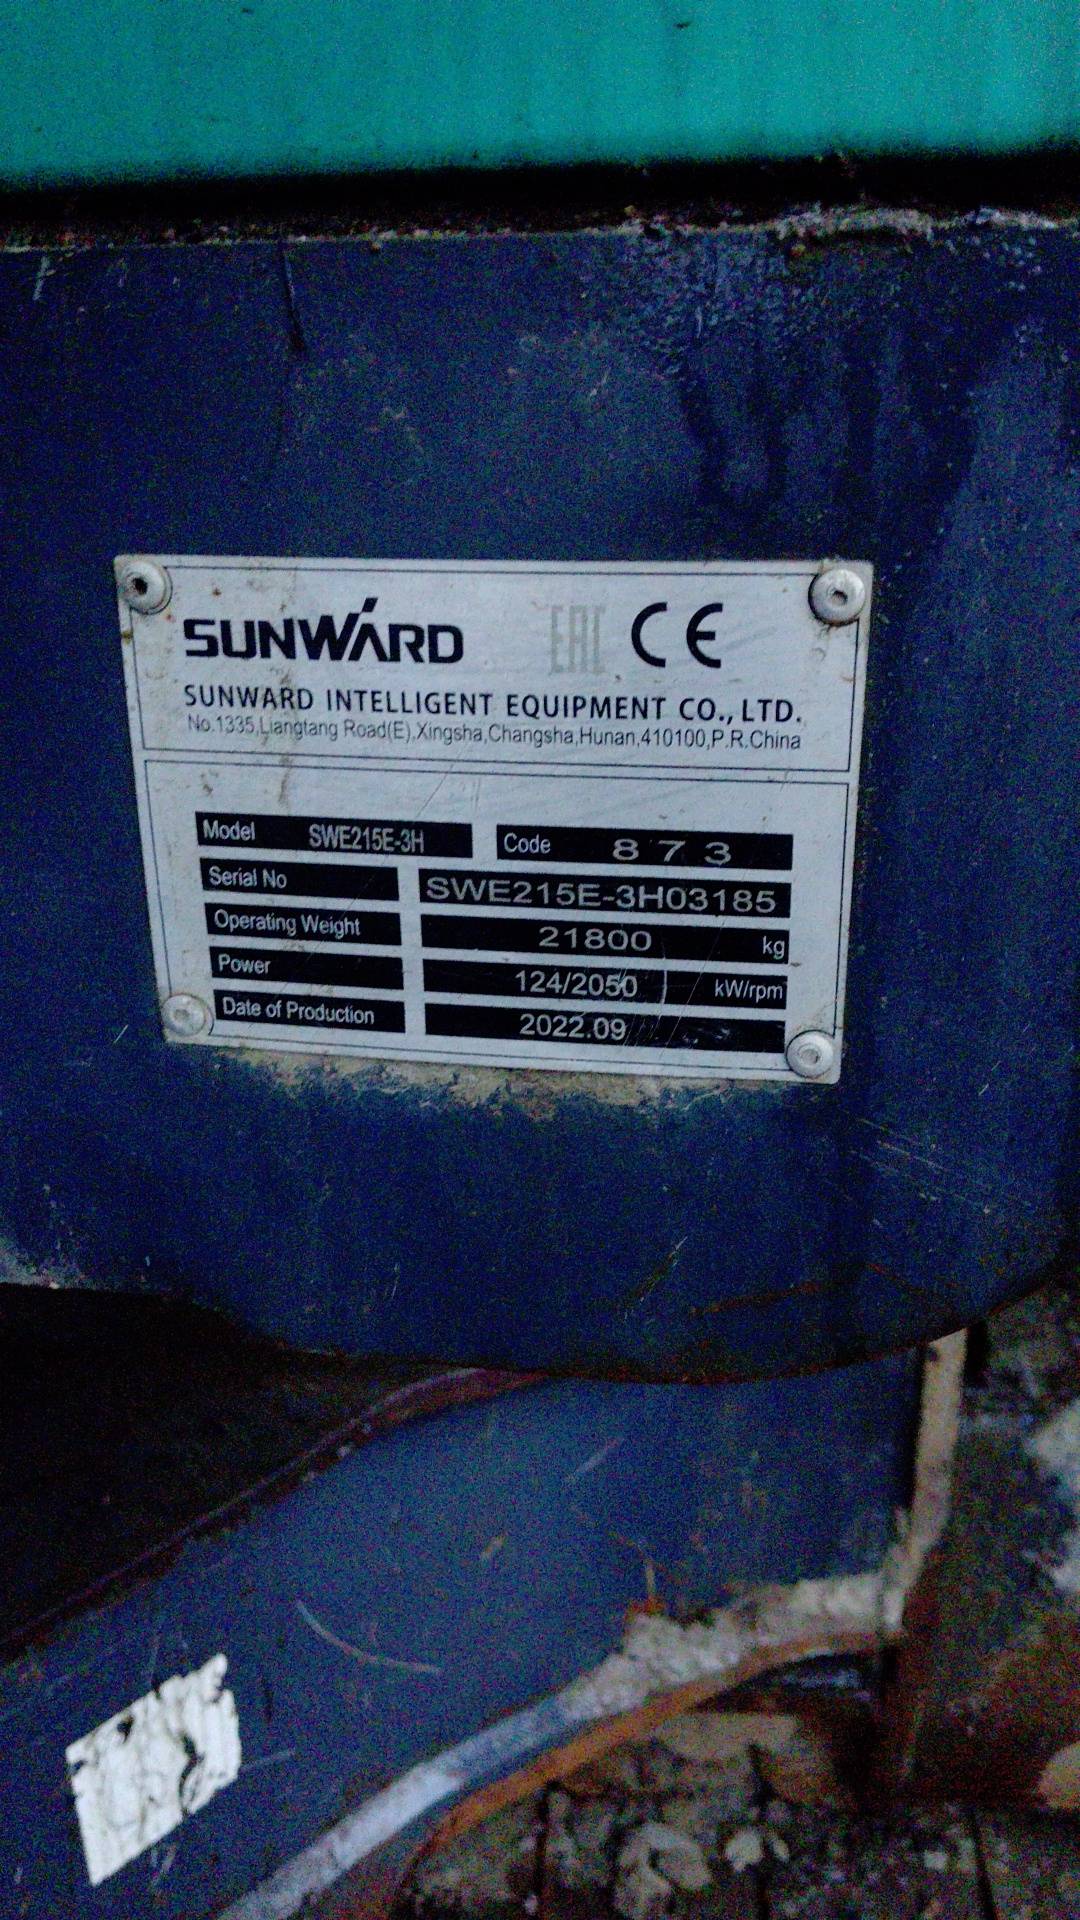 SUNWARD EAC CE
SUNWARD INTELLIGENT EQUIPMENT CO., LTD.
No.1335,Liangtang Road(E),Xingsha,Changsha,Hunan,410100,P.R.China
Model SWE215E-3H Code 873
Serial No SWE215E-3H03185
Operating Weight 21800 kg
Power 124/2050 kW/rpm
Date of Production 2022.09